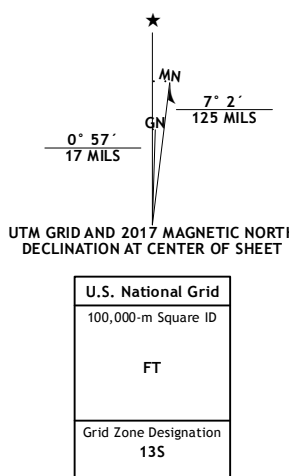 ★
MN
GN
7° 2´
125 MILS
0° 57´
17 MILS
UTM GRID AND 2017 MAGNETIC NORTH
DECLINATION AT CENTER OF SHEET
U.S. National Grid
100,000-m Square ID
FT
Grid Zone Designation
13S